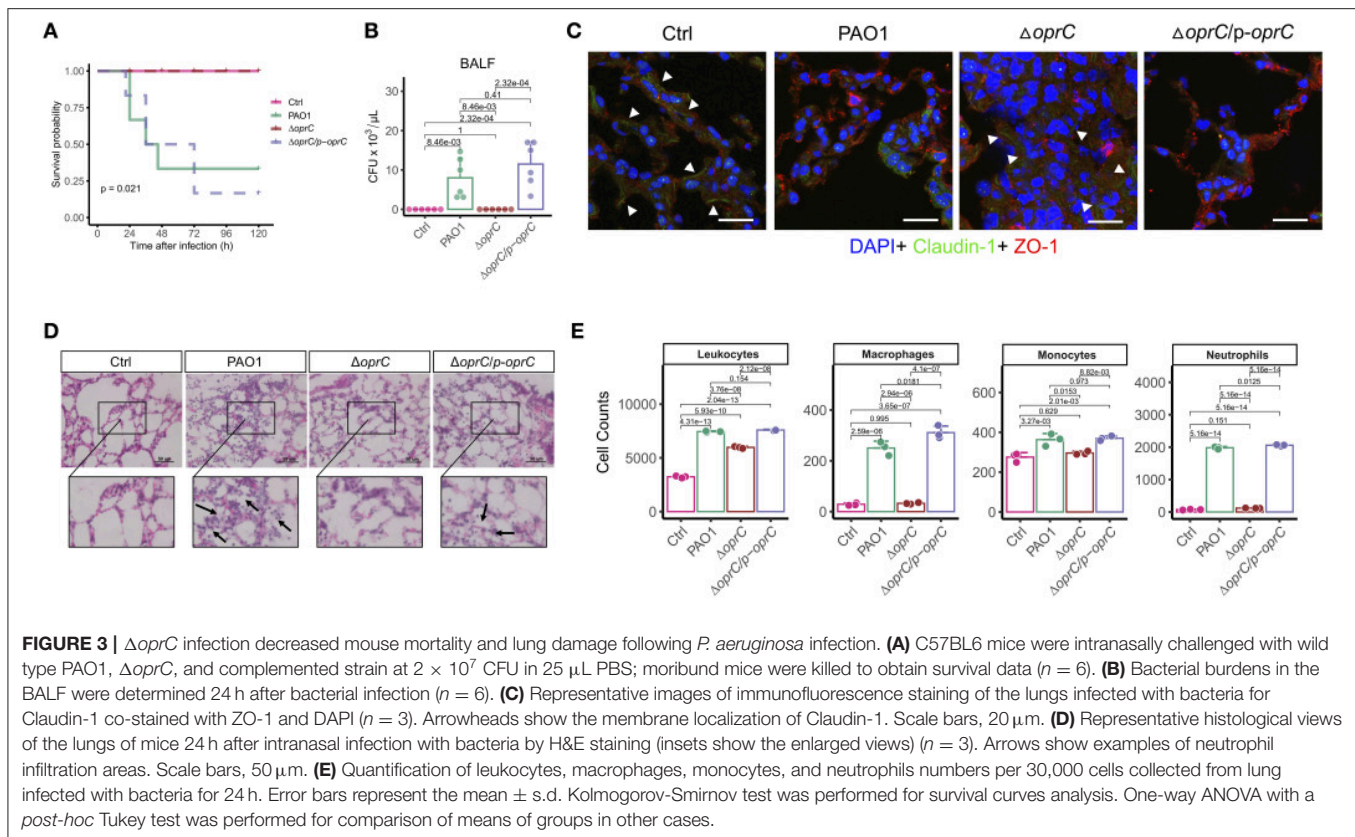 A
1.00
0.75
0.50
0.25
0.00
Survival probability
p = 0.021
0 24 48 72 96 120
Time after infection (h)
Ctrl
PAO1
ΔoprC
ΔoprC/p−oprC
B
BALF
2.32e−04
0.41
8.46e−03
2.32e−04
1
8.46e−03
15
10
5
0
CFU x 10³/μL
Ctrl
PAO1
ΔoprC
ΔoprC/p−oprC
C
Ctrl PAO1 ΔoprC ΔoprC/p-oprC
DAPI+ Claudin-1+ ZO-1
D
Ctrl PAO1 ΔoprC ΔoprC/p-oprC
E
Cell Counts
Leukocytes
2.12e−08
0.154
3.76e−08
2.04e−13
5.93e−10
4.31e−13
10000
5000
0
Ctrl
PAO1
ΔoprC
ΔoprC/p−oprC
Macrophages
4.1e−07
0.0181
2.94e−06
3.65e−07
0.995
2.59e−06
400
200
0
Ctrl
PAO1
ΔoprC
ΔoprC/p−oprC
Monocytes
8.82e−03
0.973
0.0153
2.01e−03
0.629
3.27e−03
600
400
200
0
Ctrl
PAO1
ΔoprC
ΔoprC/p−oprC
Neutrophils
5.16e−14
0.0125
5.16e−14
5.16e−14
0.151
5.16e−14
4000
3000
2000
1000
0
Ctrl
PAO1
ΔoprC
ΔoprC/p−oprC
FIGURE 3 | ΔoprC infection decreased mouse mortality and lung damage following P. aeruginosa infection. (A) C57BL6 mice were intranasally challenged with wild
type PAO1, ΔoprC, and complemented strain at 2 × 10⁷ CFU in 25 μL PBS; moribund mice were killed to obtain survival data (n = 6). (B) Bacterial burdens in the
BALF were determined 24 h after bacterial infection (n = 6). (C) Representative images of immunofluorescence staining of the lungs infected with bacteria for
Claudin-1 co-stained with ZO-1 and DAPI (n = 3). Arrowheads show the membrane localization of Claudin-1. Scale bars, 20 μm. (D) Representative histological views
of the lungs of mice 24 h after intranasal infection with bacteria by H&E staining (insets show the enlarged views) (n = 3). Arrows show examples of neutrophil
infiltration areas. Scale bars, 50 μm. (E) Quantification of leukocytes, macrophages, monocytes, and neutrophils numbers per 30,000 cells collected from lung
infected with bacteria for 24 h. Error bars represent the mean ± s.d. Kolmogorov-Smirnov test was performed for survival curves analysis. One-way ANOVA with a
post-hoc Tukey test was performed for comparison of means of groups in other cases.